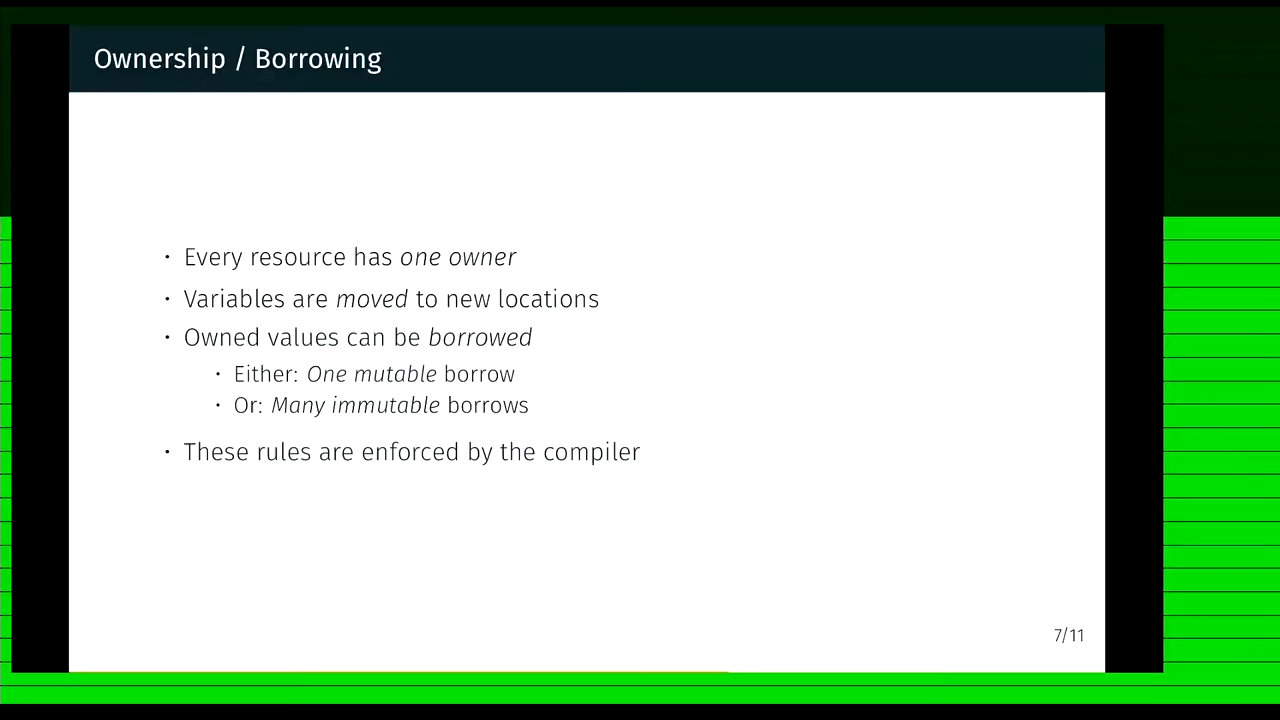 Ownership / Borrowing
• Every resource has one owner
• Variables are moved to new locations
• Owned values can be borrowed
• Either: One mutable borrow
• Or: Many immutable borrows
• These rules are enforced by the compiler
7/11